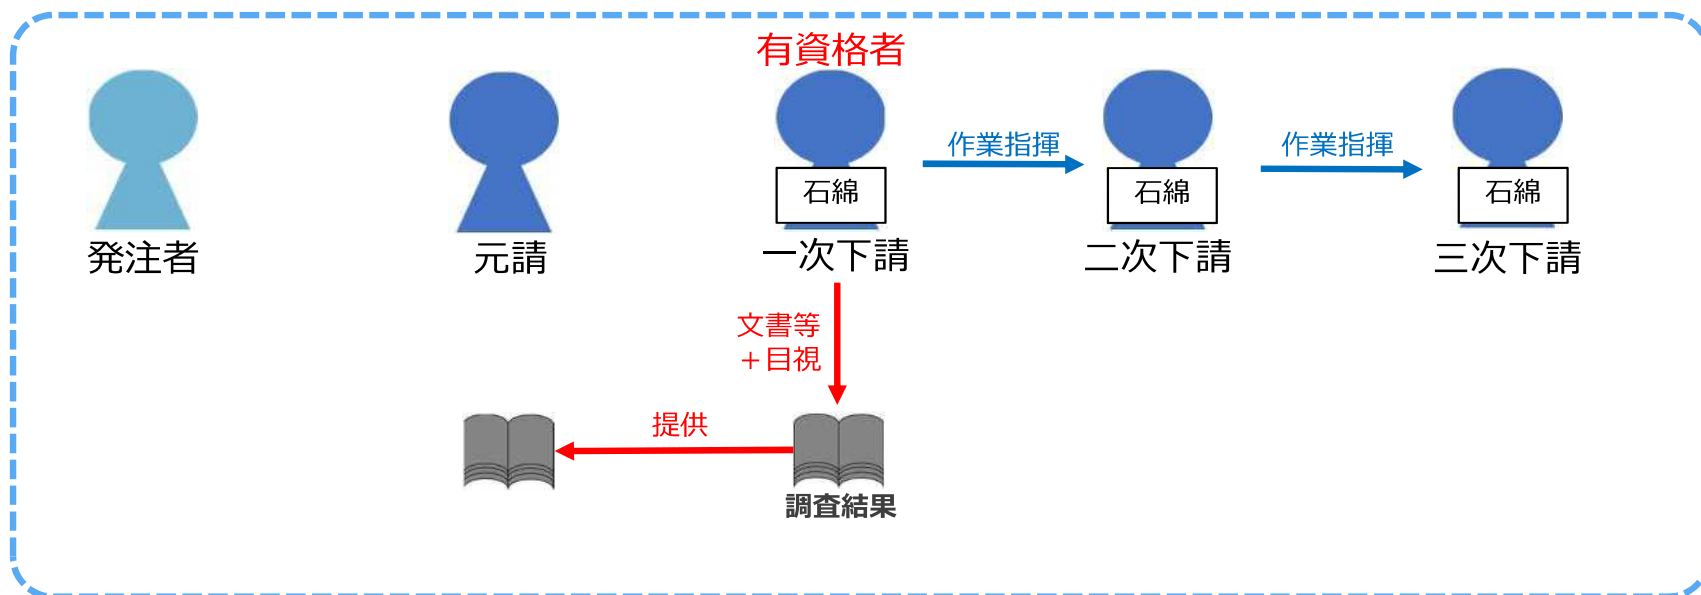 有資格者
作業指揮
作業指揮
石綿
石綿
石綿
発注者
元請
一次下請
二次下請
三次下請
文書等
＋目視
提供
調査結果